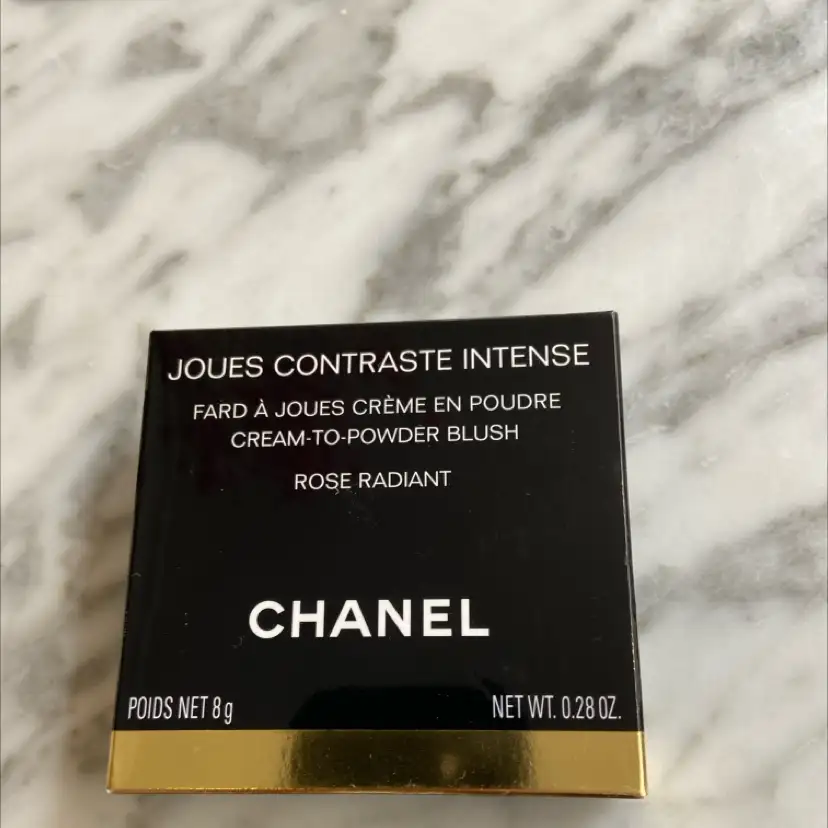 JOUES CONTRASTE INTENSE
FARD À JOUES CRÈME EN POUDRE
CREAM-TO-POWDER BLUSH
ROSE RADIANT
CHANEL
POIDS NET 8 g NET WT. 0.28 OZ.